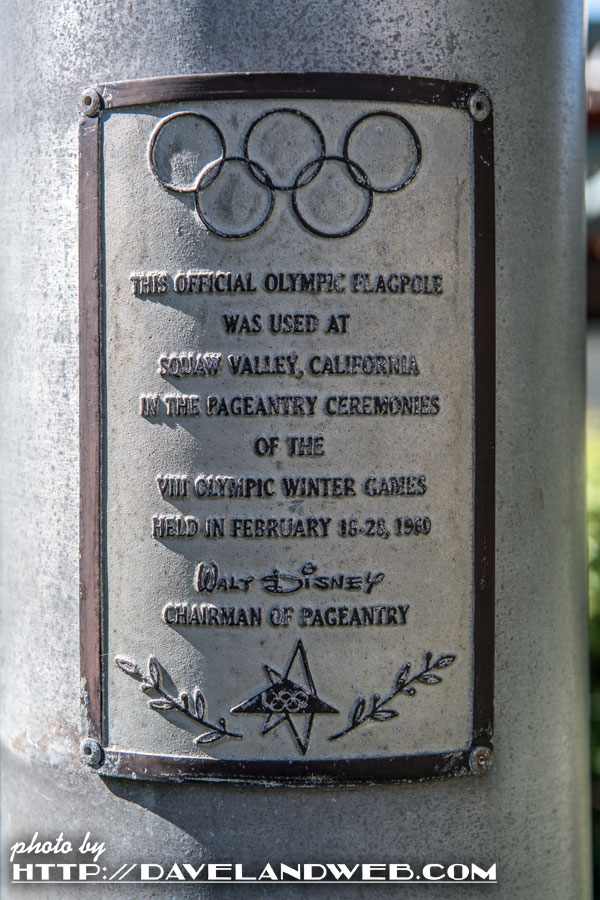 THIS OFFICIAL OLYMPIC FLAGPOLE
WAS USED AT
SQUAW VALLEY, CALIFORNIA
IN THE PAGEANTRY CEREMONIES
OF THE
VIII OLYMPIC WINTER GAMES
HELD IN FEBRUARY 18-28, 1960
WALT DISNEY
CHAIRMAN OF PAGEANTRY
photo by
HTTP://DAVELANDWEB.COM